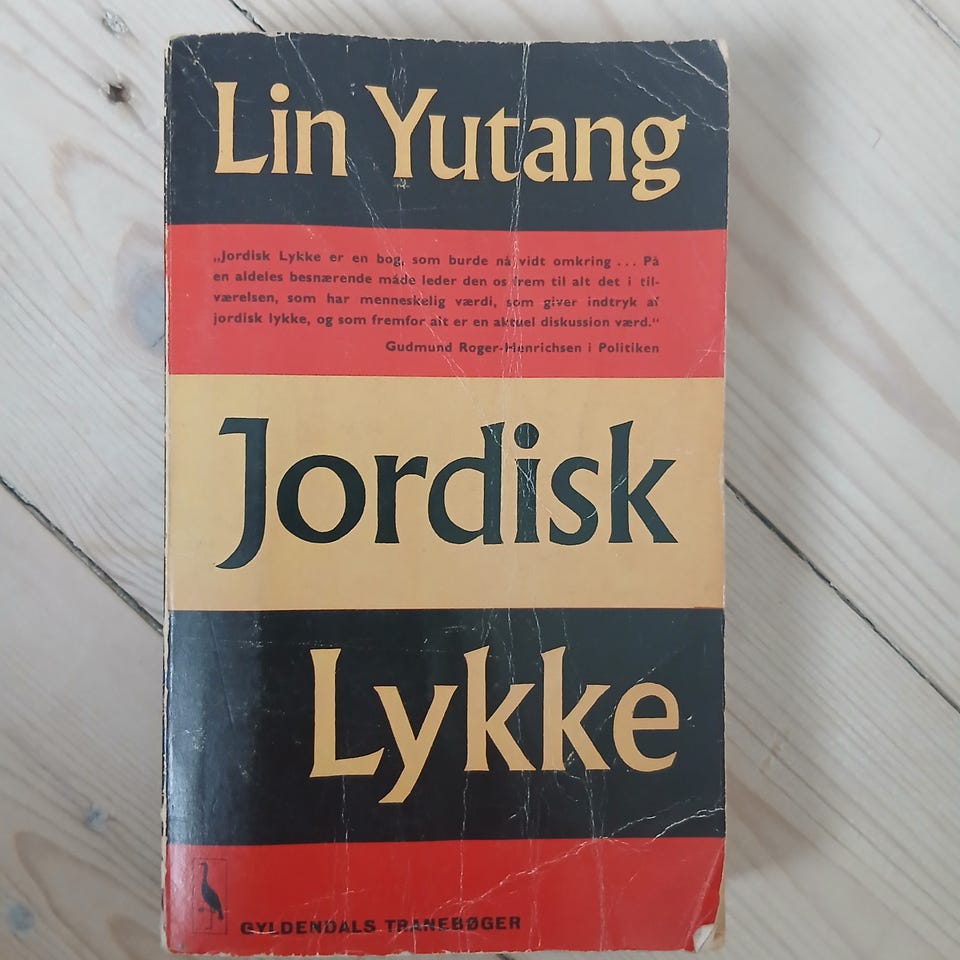 Lin Yutang
„Jordisk Lykke er en bog, som burde nå vidt omkring ... På
en aldeles besnærende måde leder den os frem til alt det i til-
værelsen, som har menneskelig værdi, som giver indtryk af
jordisk lykke, og som fremfor alt er en aktuel diskussion værd.“
Gudmund Roger-Henrichsen i Politiken
Jordisk
Lykke
GYLDENDALS TRANEBØGER